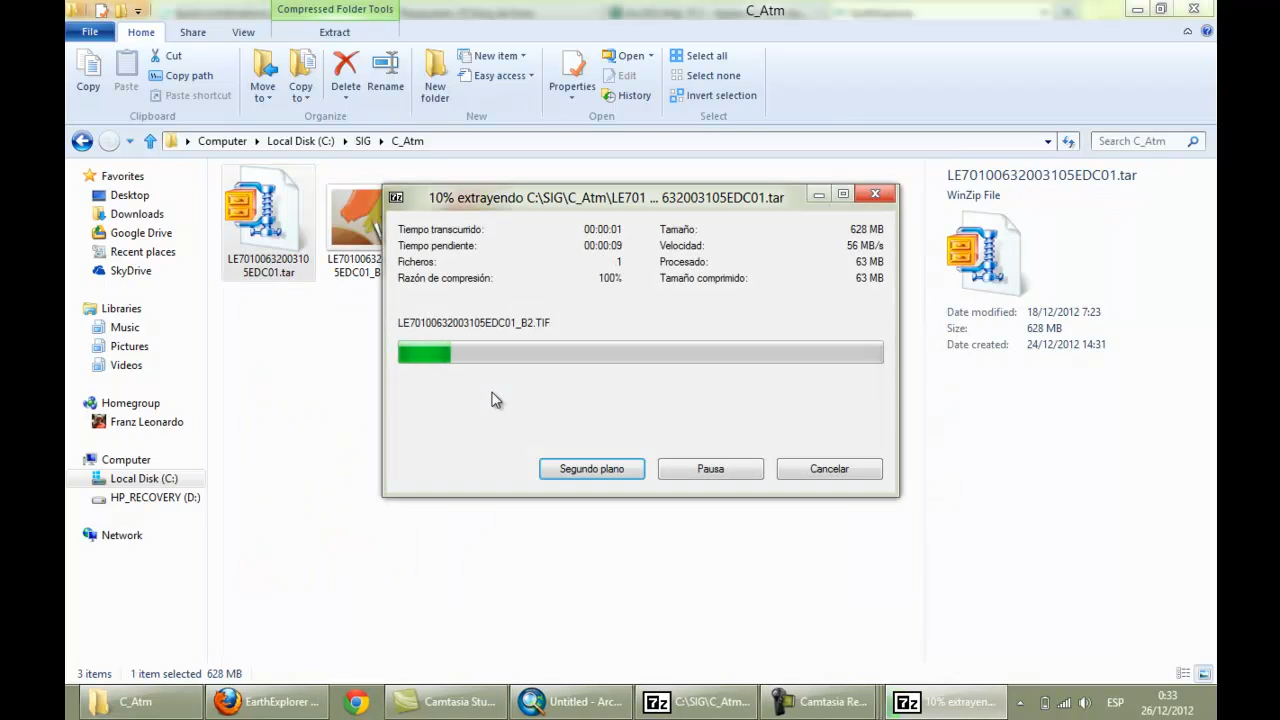 Compressed Folder Tools
C_Atm
File
Home
Share
View
Extract
Copy
Paste
Cut
Copy path
Paste shortcut
Clipboard
Move to
Copy to
Delete
Rename
Organize
New folder
New item
Easy access
New
Properties
Open
Edit
History
Open
Select all
Select none
Invert selection
Select
Computer
Local Disk (C:)
SIG
C_Atm
Search C_Atm
Favorites
Desktop
Downloads
Google Drive
Recent places
SkyDrive
Libraries
Music
Pictures
Videos
Homegroup
Franz Leonardo
Computer
Local Disk (C:)
HP_RECOVERY (D:)
Network
LE7010063200310
5EDC01.tar
LE701
5EDC01_B
7z
10% extrayendo C:\SIG\C_Atm\LE701 ... 632003105EDC01.tar
Tiempo transcurrido: 00:00:01
Tamaño: 628 MB
Tiempo pendiente: 00:00:09
Velocidad: 56 MB/s
Ficheros: 1
Procesado: 63 MB
Razón de compresión: 100%
Tamaño comprimido: 63 MB
LE70100632003105EDC01_B2.TIF
Segundo plano
Pausa
Cancelar
LE70100632003105EDC01.tar
WinZip File
Date modified: 18/12/2012 7:23
Size: 628 MB
Date created: 24/12/2012 14:31
3 items
1 item selected 628 MB
C_Atm
EarthExplorer ...
Camtasia Stu...
Untitled - Arc...
7z C:\SIG\C_Atm...
Camtasia Re...
7z 10% extrayen...
ESP
0:33
26/12/2012